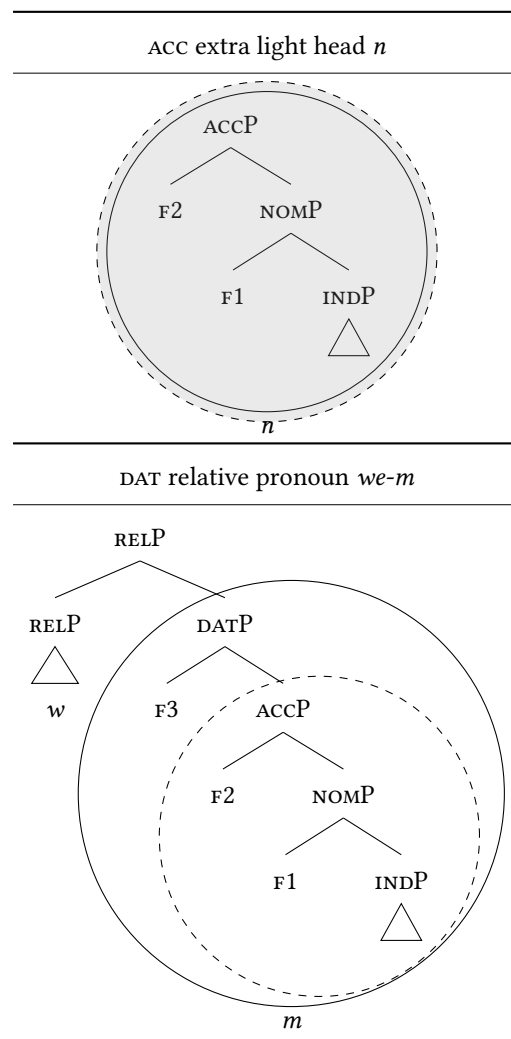 ACC extra light head n
ACCP
F2 NOMP
F1 INDP
n
DAT relative pronoun we-m
RELP
RELP DATP
w F3 ACCP
F2 NOMP
F1 INDP
m